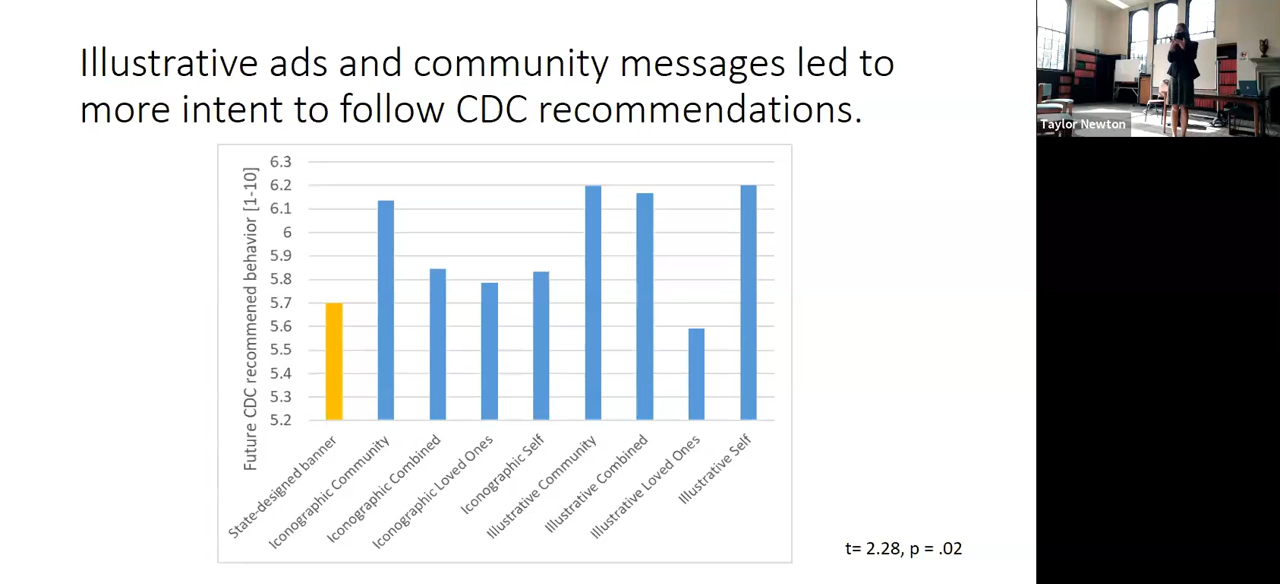 Illustrative ads and community messages led to
more intent to follow CDC recommendations.
Future CDC recommened behavior [1-10]
6.3
6.2
6.1
6
5.9
5.8
5.7
5.6
5.5
5.4
5.3
5.2
State-designed banner
Iconographic Community
Iconographic Combined
Iconographic Loved Ones
Iconographic Self
Illustrative Community
Illustrative Combined
Illustrative Loved Ones
Illustrative Self
t= 2.28, p = .02
Taylor Newton